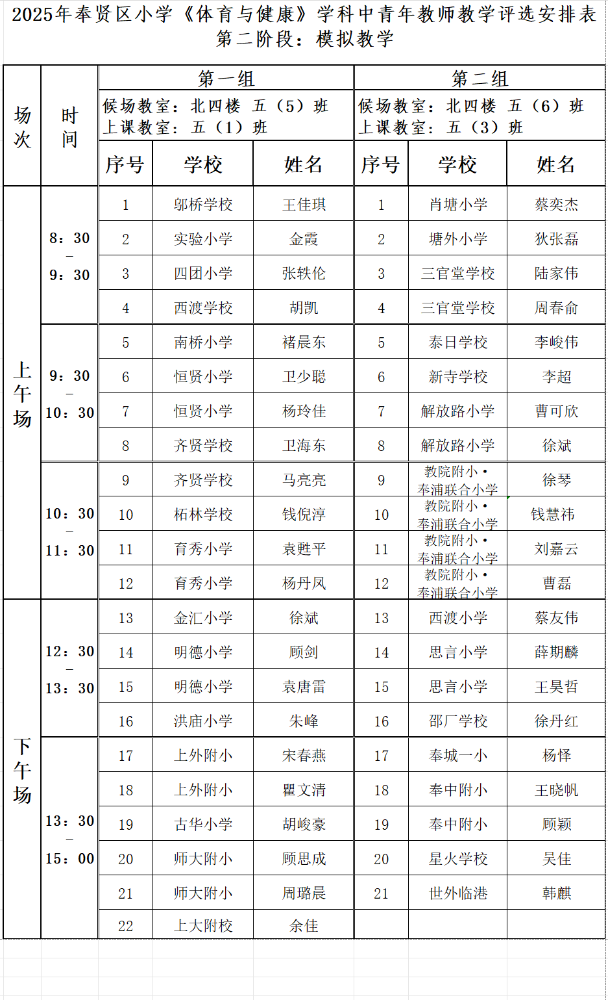 2025年奉贤区小学《体育与健康》学科中青年教师教学评选安排表
第二阶段：模拟教学
场次 时间 第一组 第二组
候场教室：北四楼 五（5）班 候场教室：北四楼 五（6）班
上课教室：五（1）班 上课教室：五（3）班
序号 学校 姓名 序号 学校 姓名
上午场
8：30
–
9：30
1 邬桥学校 王佳琪 1 肖塘小学 蔡奕杰
2 实验小学 金霞 2 塘外小学 狄张磊
3 四团小学 张轶伦 3 三官堂学校 陆家伟
4 西渡学校 胡凯 4 三官堂学校 周春俞
9：30
–
10：30
5 南桥小学 褚晨东 5 泰日学校 李峻伟
6 恒贤小学 卫少聪 6 新寺学校 李超
7 恒贤小学 杨玲佳 7 解放路小学 曹可欣
8 齐贤学校 卫海东 8 解放路小学 徐斌
10：30
–
11：30
9 齐贤学校 马亮亮 9 教院附小·
奉浦联合小学 徐琴
10 柘林学校 钱倪淳 10 教院附小·
奉浦联合小学 钱慧祎
11 育秀小学 袁甦平 11 教院附小·
奉浦联合小学 刘嘉云
12 育秀小学 杨丹凤 12 教院附小·
奉浦联合小学 曹磊
下午场
12：30
–
13：30
13 金汇小学 徐斌 13 西渡小学 蔡友伟
14 明德小学 顾剑 14 思言小学 薛期麟
15 明德小学 袁唐雷 15 思言小学 王昊哲
16 洪庙小学 朱峰 16 邵厂学校 徐丹红
13：30
–
15：00
17 上外附小 宋春燕 17 奉城一小 杨怿
18 上外附小 瞿文清 18 奉中附小 王晓帆
19 古华小学 胡峻豪 19 奉中附小 顾颖
20 师大附小 顾思成 20 星火学校 吴佳
21 师大附小 周璐晨 21 世外临港 韩麒
22 上大附校 余佳